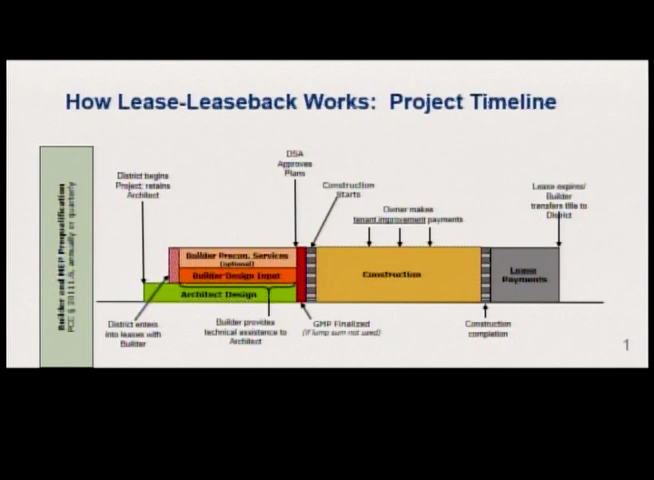 How Lease-Leaseback Works: Project Timeline
Builder and MEP Prequalification
PCC § 20111.6, annually or quarterly
District begins
Project; retains
Architect
DSA
Approves
Plans
Construction
Starts
Owner makes
tenant improvement payments
Lease expires/
Builder
transfers title to
District
Builder Precon. Services
(optional)
Builder Design Input
Architect Design
Construction
Lease
Payments
District enters
into leases with
Builder
Builder provides
technical assistance to
Architect
GMP Finalized
(if lump sum not used)
Construction
completion
1